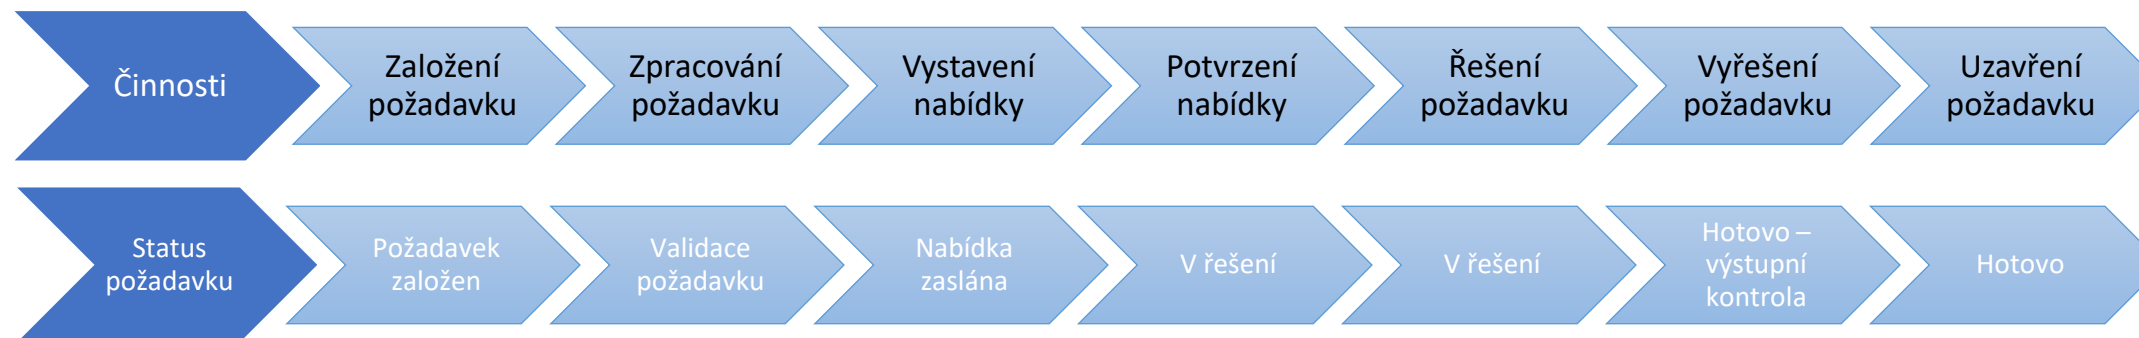 Činnosti
Založení
požadavku
Zpracování
požadavku
Vystavení
nabídky
Potvrzení
nabídky
Řešení
požadavku
Vyřešení
požadavku
Uzavření
požadavku
Status
požadavku
Požadavek
založen
Validace
požadavku
Nabídka
zaslána
V řešení
V řešení
Hotovo –
výstupní
kontrola
Hotovo